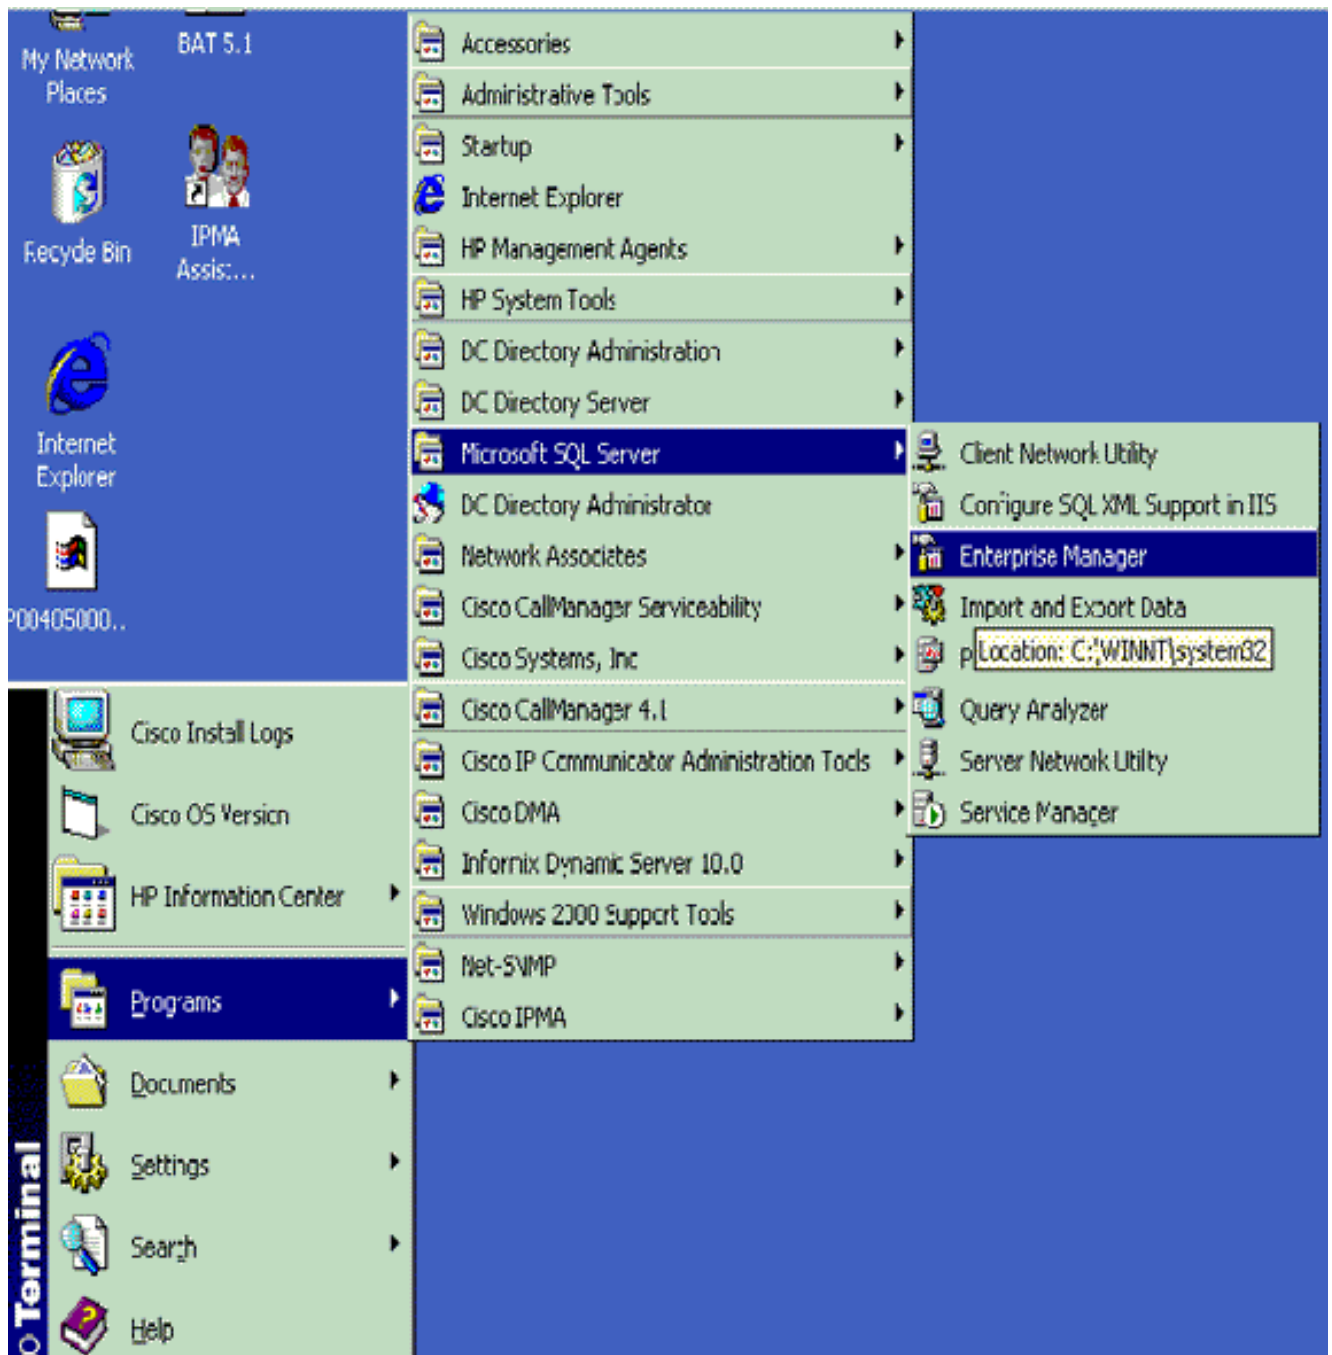 My Network
Places
BAT 5.1
Recycle Bin
IPMA
Assist...
Internet
Explorer
P00405000..
Accessories
Administrative Tools
Startup
Internet Explorer
HP Management Agents
HP System Tools
DC Directory Administration
DC Directory Server
Microsoft SQL Server
DC Directory Administrator
Network Associates
Cisco CallManager Serviceability
Cisco Systems, Inc
Cisco CallManager 4.1
Cisco IP Communicator Administration Tools
Cisco DMA
Informix Dynamic Server 10.0
Windows 2000 Support Tools
Net-SNMP
Cisco IPMA
Client Network Utility
Configure SQL XML Support in IIS
Enterprise Manager
Import and Export Data
P
Location: C:\WINNT\system32
Query Analyzer
Server Network Utility
Service Manager
Cisco Install Logs
Cisco OS Version
HP Information Center
Programs
Documents
Settings
Search
Help
o Terminal